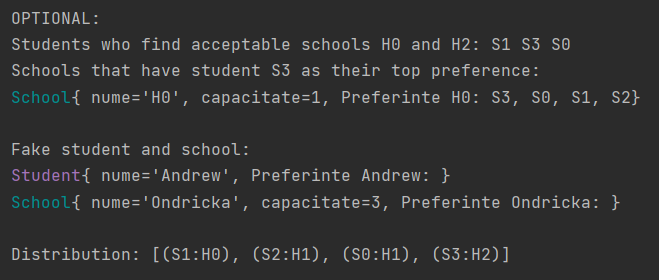 OPTIONAL:
Students who find acceptable schools H0 and H2: S1 S3 S0
Schools that have student S3 as their top preference:
School{ nume='H0', capacitate=1, Preferinte H0: S3, S0, S1, S2}
Fake student and school:
Student{ nume='Andrew', Preferinte Andrew: }
School{ nume='Ondricka', capacitate=3, Preferinte Ondricka: }
Distribution: [(S1:H0), (S2:H1), (S0:H1), (S3:H2)]